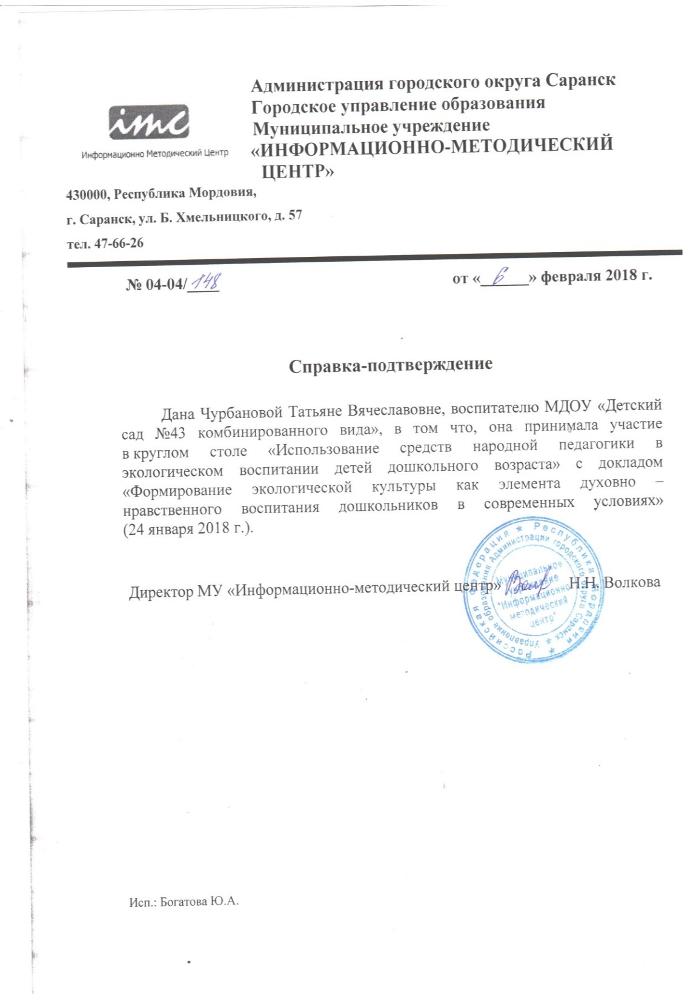 Администрация городского округа Саранск
Городское управление образования
Муниципальное учреждение
«ИНФОРМАЦИОННО-МЕТОДИЧЕСКИЙ
ЦЕНТР»
imc
Информационно Методический Центр
430000, Республика Мордовия,
г. Саранск, ул. Б. Хмельницкого, д. 57
тел. 47-66-26
№ 04-04/148
от «6» февраля 2018 г.
Справка-подтверждение
Дана Чурбановой Татьяне Вячеславовне, воспитателю МДОУ «Детский
сад №43 комбинированного вида», в том что, она принимала участие
в круглом столе «Использование средств народной педагогики в
экологическом воспитании детей дошкольного возраста» с докладом
«Формирование экологической культуры как элемента духовно –
нравственного воспитания дошкольников в современных условиях»
(24 января 2018 г.).
Директор МУ «Информационно-методический центр» Н.Н. Волкова
Российская Федерация ★ Республика Мордовия ★
Управление образования Администрации городского округа Саранск ★
Муниципальное
учреждение
"Информационно
методический
центр"
Исп.: Богатова Ю.А.